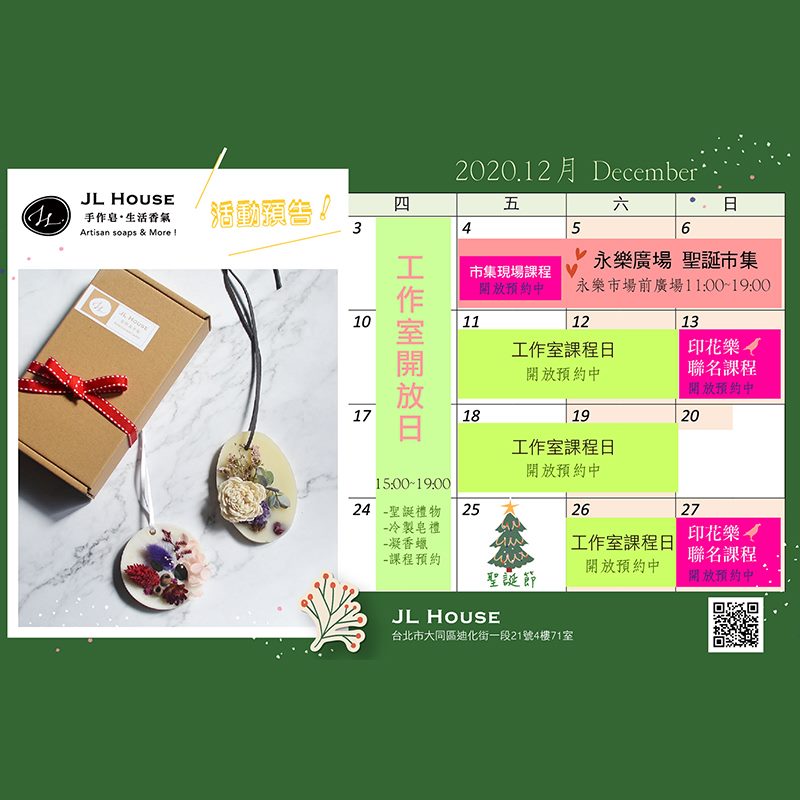 JL HOUSE
手作皂・生活香氣
Artisan soaps & More !
活動預告！
JL HOUSE
2020.12月 December
四 五 六 日
3 4 5 6
市集現場課程
開放預約中
永樂廣場 聖誕市集
永樂市場前廣場11:00~19:00
工作室開放日
15:00~19:00
-聖誕禮物
-冷製皂禮
-凝香蠟
-課程預約
10 11 12 13
工作室課程日
開放預約中
印花樂
聯名課程
開放預約中
17 18 19 20
工作室課程日
開放預約中
24 25 26 27
聖誕節
工作室課程日
開放預約中
印花樂
聯名課程
開放預約中
JL HOUSE
台北市大同區迪化街一段21號4樓71室